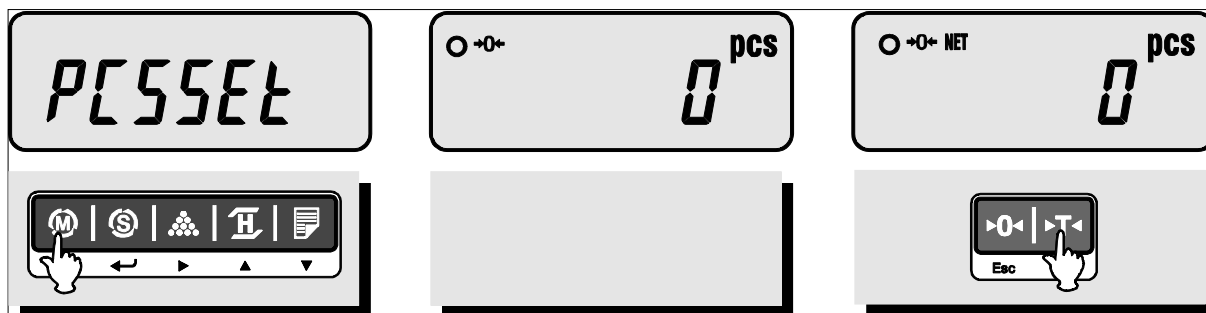 PCSSEt
→0← pcs
0
→0← NET pcs
0
M S H
▸0◂ ▸T◂
Esc